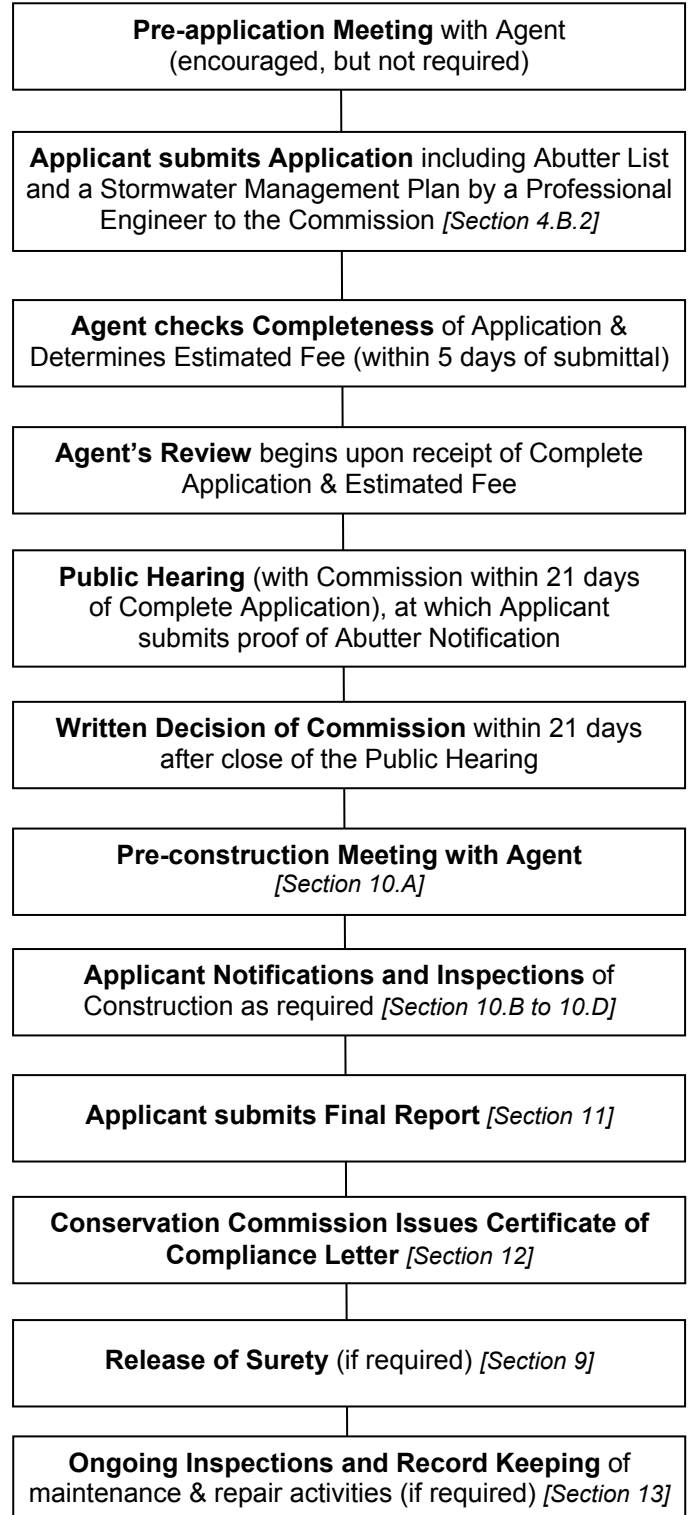 Pre-application Meeting with Agent
(encouraged, but not required)
Applicant submits Application including Abutter List
and a Stormwater Management Plan by a Professional
Engineer to the Commission [Section 4.B.2]
Agent checks Completeness of Application &
Determines Estimated Fee (within 5 days of submittal)
Agent’s Review begins upon receipt of Complete
Application & Estimated Fee
Public Hearing (with Commission within 21 days
of Complete Application), at which Applicant
submits proof of Abutter Notification
Written Decision of Commission within 21 days
after close of the Public Hearing
Pre-construction Meeting with Agent
[Section 10.A]
Applicant Notifications and Inspections of
Construction as required [Section 10.B to 10.D]
Applicant submits Final Report [Section 11]
Conservation Commission Issues Certificate of
Compliance Letter [Section 12]
Release of Surety (if required) [Section 9]
Ongoing Inspections and Record Keeping of
maintenance & repair activities (if required) [Section 13]